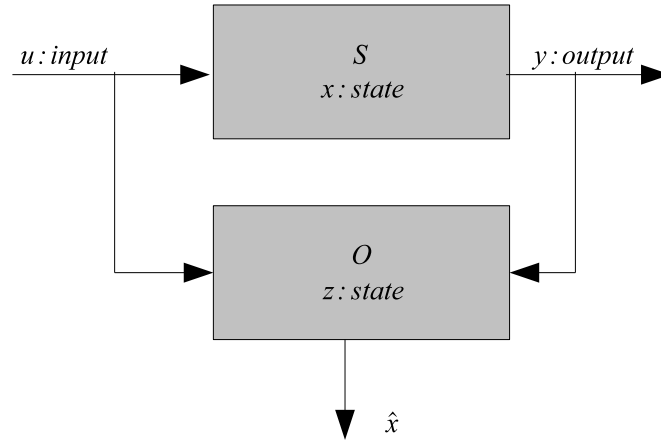 u : input
S
x : state
y : output
O
z : state
x̂